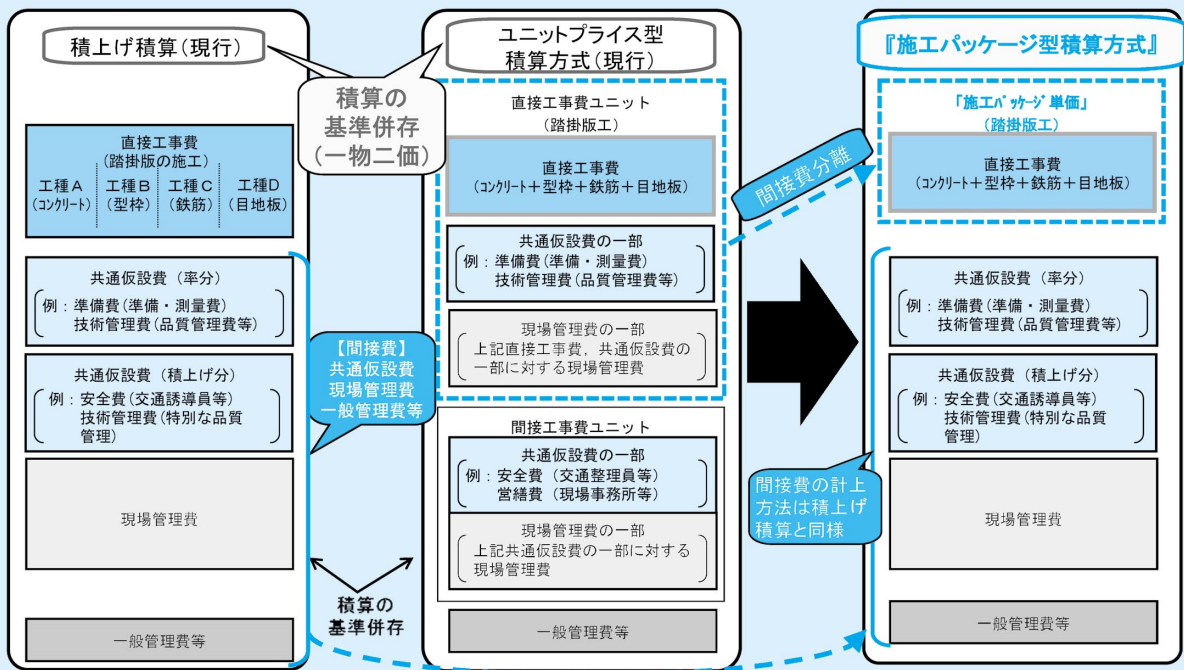 積上げ積算(現行)
直接工事費
(踏掛版の施工)
工種A
(コンクリート)
工種B
(型枠)
工種C
(鉄筋)
工種D
(目地板)
共通仮設費(率分)
例:準備費(準備・測量費)
技術管理費(品質管理費等)
共通仮設費(積上げ分)
例:安全費(交通誘導員等)
技術管理費(特別な品質
管理)
現場管理費
一般管理費等
積算の
基準併存
(一物二価)
【間接費】
共通仮設費
現場管理費
一般管理費等
積算の
基準併存
ユニットプライス型
積算方式(現行)
直接工事費ユニット
(踏掛版工)
直接工事費
(コンクリート+型枠+鉄筋+目地板)
共通仮設費の一部
例:準備費(準備・測量費)
技術管理費(品質管理費等)
現場管理費の一部
上記直接工事費，共通仮設費の
一部に対する現場管理費
間接工事費ユニット
共通仮設費の一部
例:安全費(交通整理員等)
営繕費(現場事務所等)
現場管理費の一部
上記共通仮設費の一部に対する
現場管理費
一般管理費等
間接費分離
間接費の計上
方法は積上げ
積算と同様
『施工パッケージ型積算方式』
「施工パッケージ単価」
(踏掛版工)
直接工事費
(コンクリート+型枠+鉄筋+目地板)
共通仮設費(率分)
例:準備費(準備・測量費)
技術管理費(品質管理費等)
共通仮設費(積上げ分)
例:安全費(交通誘導員等)
技術管理費(特別な品質
管理)
現場管理費
一般管理費等